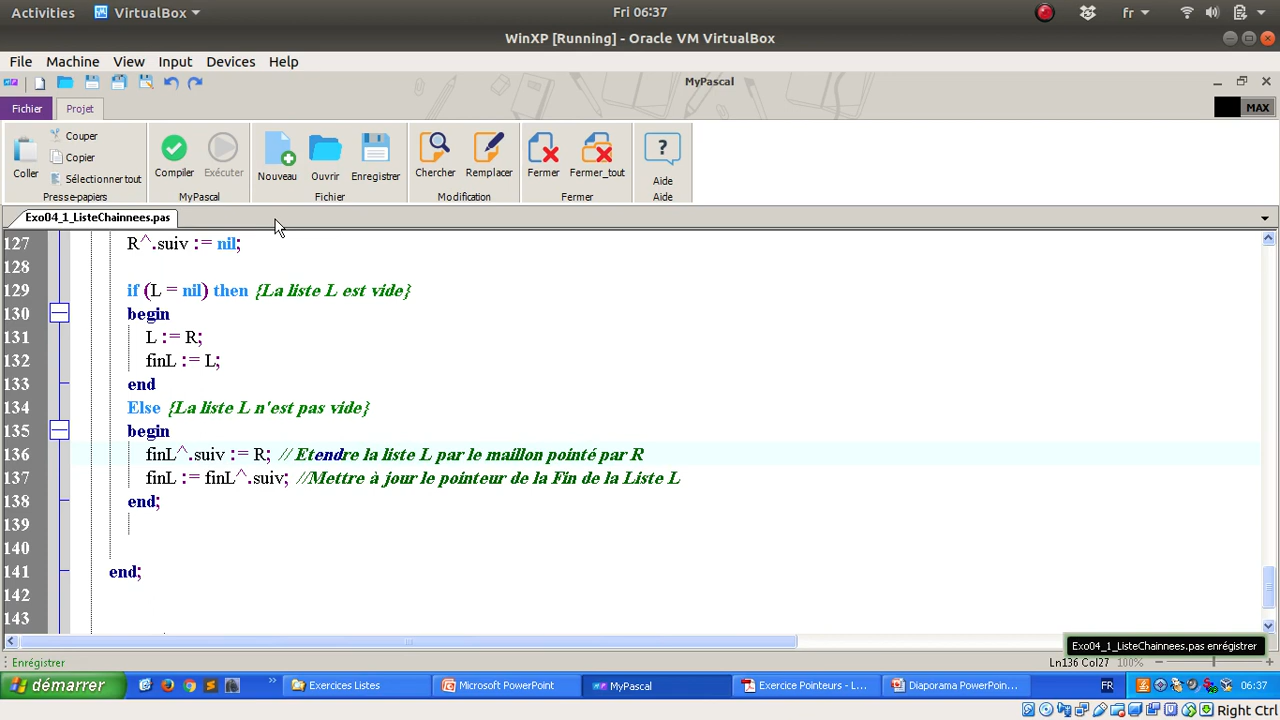 Activities VirtualBox Fri 06:37 fr
WinXP [Running] - Oracle VM VirtualBox
File Machine View Input Devices Help
MyPascal
Fichier Projet MAX
Coller Couper Copier Sélectionner tout Compiler Exécuter Nouveau Ouvrir Enregistrer Chercher Remplacer Fermer Fermer_tout ? Aide
Presse-papiers MyPascal Fichier Modification Fermer Aide
Exo04_1_ListeChainnees.pas
127 R^.suiv := nil;
128
129 if (L = nil) then {La liste L est vide}
130 begin
131 L := R;
132 finL := L;
133 end
134 Else {La liste L n'est pas vide}
135 begin
136 finL^.suiv := R; // Etendre la liste L par le maillon pointé par R
137 finL := finL^.suiv; //Mettre à jour le pointeur de la Fin de la Liste L
138 end;
139
140
141 end;
142
143
Exo04_1_ListeChainnees.pas enrégistrer
Enrégistrer Ln136 Col27 100%
démarrer Exercices Listes Microsoft PowerPoint MyPascal Exercice Pointeurs - L... Diaporama PowerPoin... FR 06:37
Right Ctrl